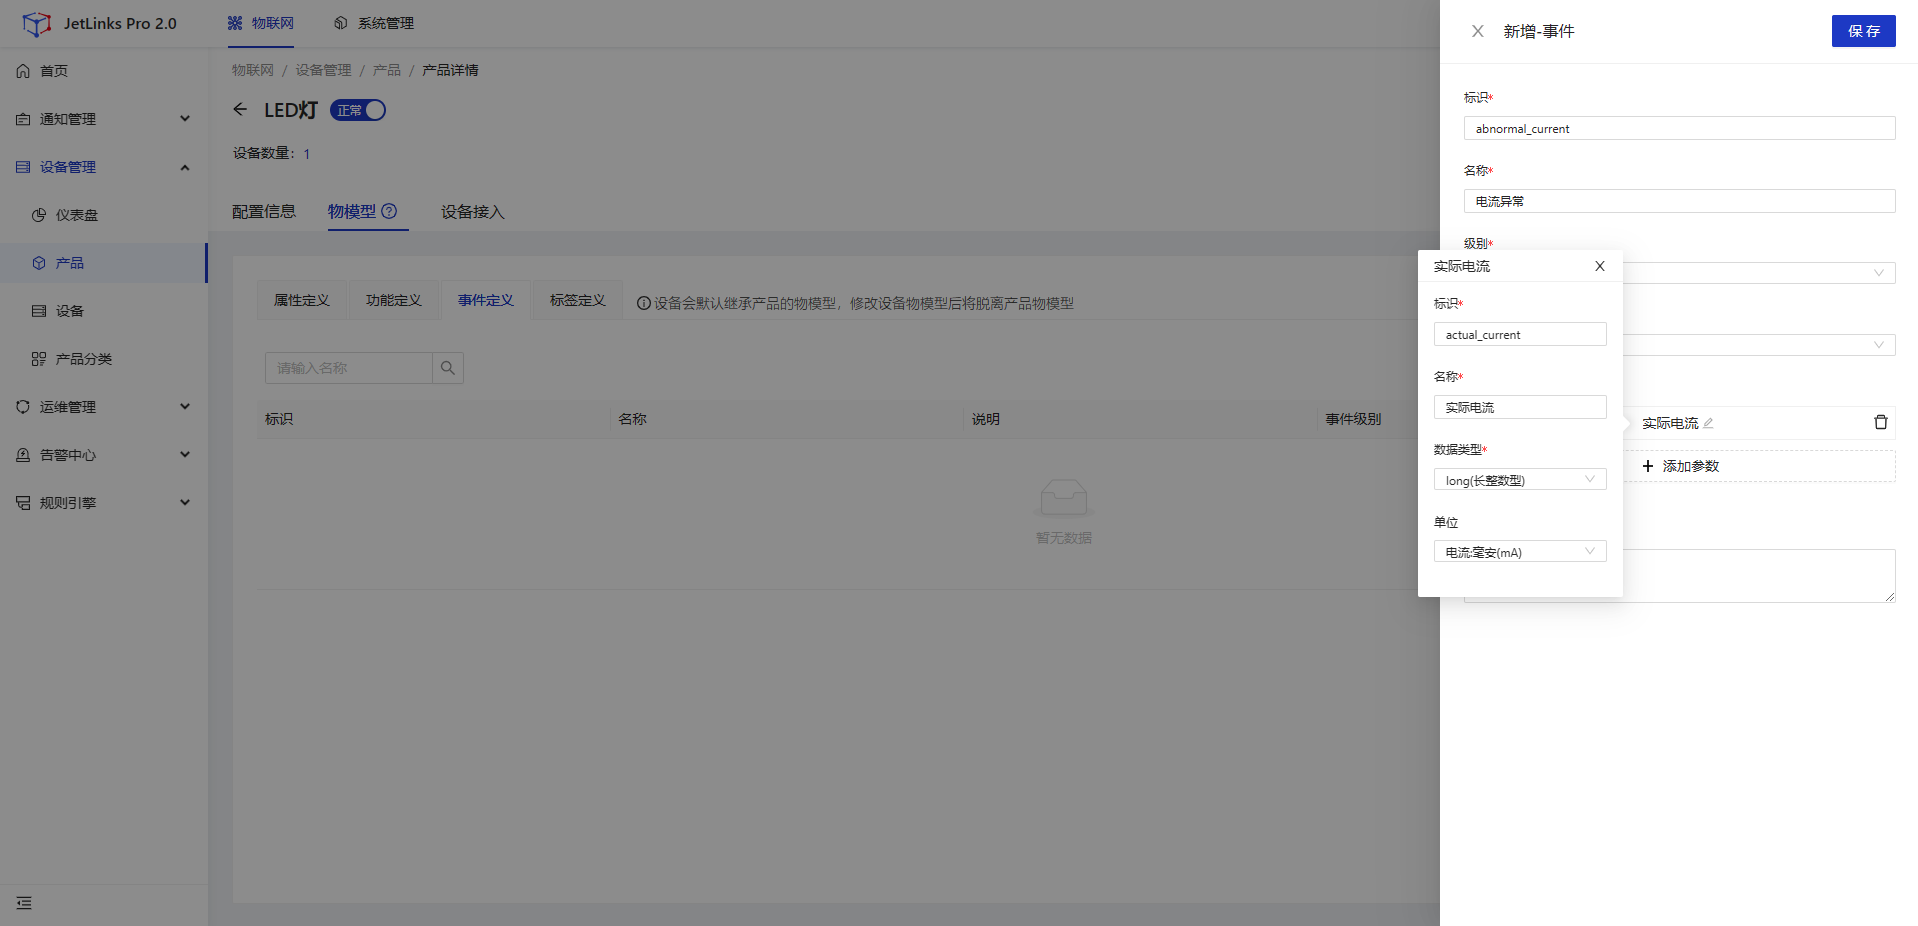 JetLinks Pro 2.0
物联网
系统管理
首页
通知管理
设备管理
仪表盘
产品
设备
产品分类
运维管理
告警中心
规则引擎
物联网 / 设备管理 / 产品 / 产品详情
LED灯 正常
设备数量： 1
配置信息 物模型 设备接入
属性定义 功能定义 事件定义 标签定义 设备会默认继承产品的物模型，修改设备物模型后将脱离产品物模型
请输入名称
标识 名称 说明 事件级别
暂无数据
新增-事件 保 存
标识*
abnormal_current
名称*
电流异常
级别*
实际电流
添加参数
实际电流 X
标识*
actual_current
名称*
实际电流
数据类型*
long(长整数型)
单位
电流:毫安(mA)